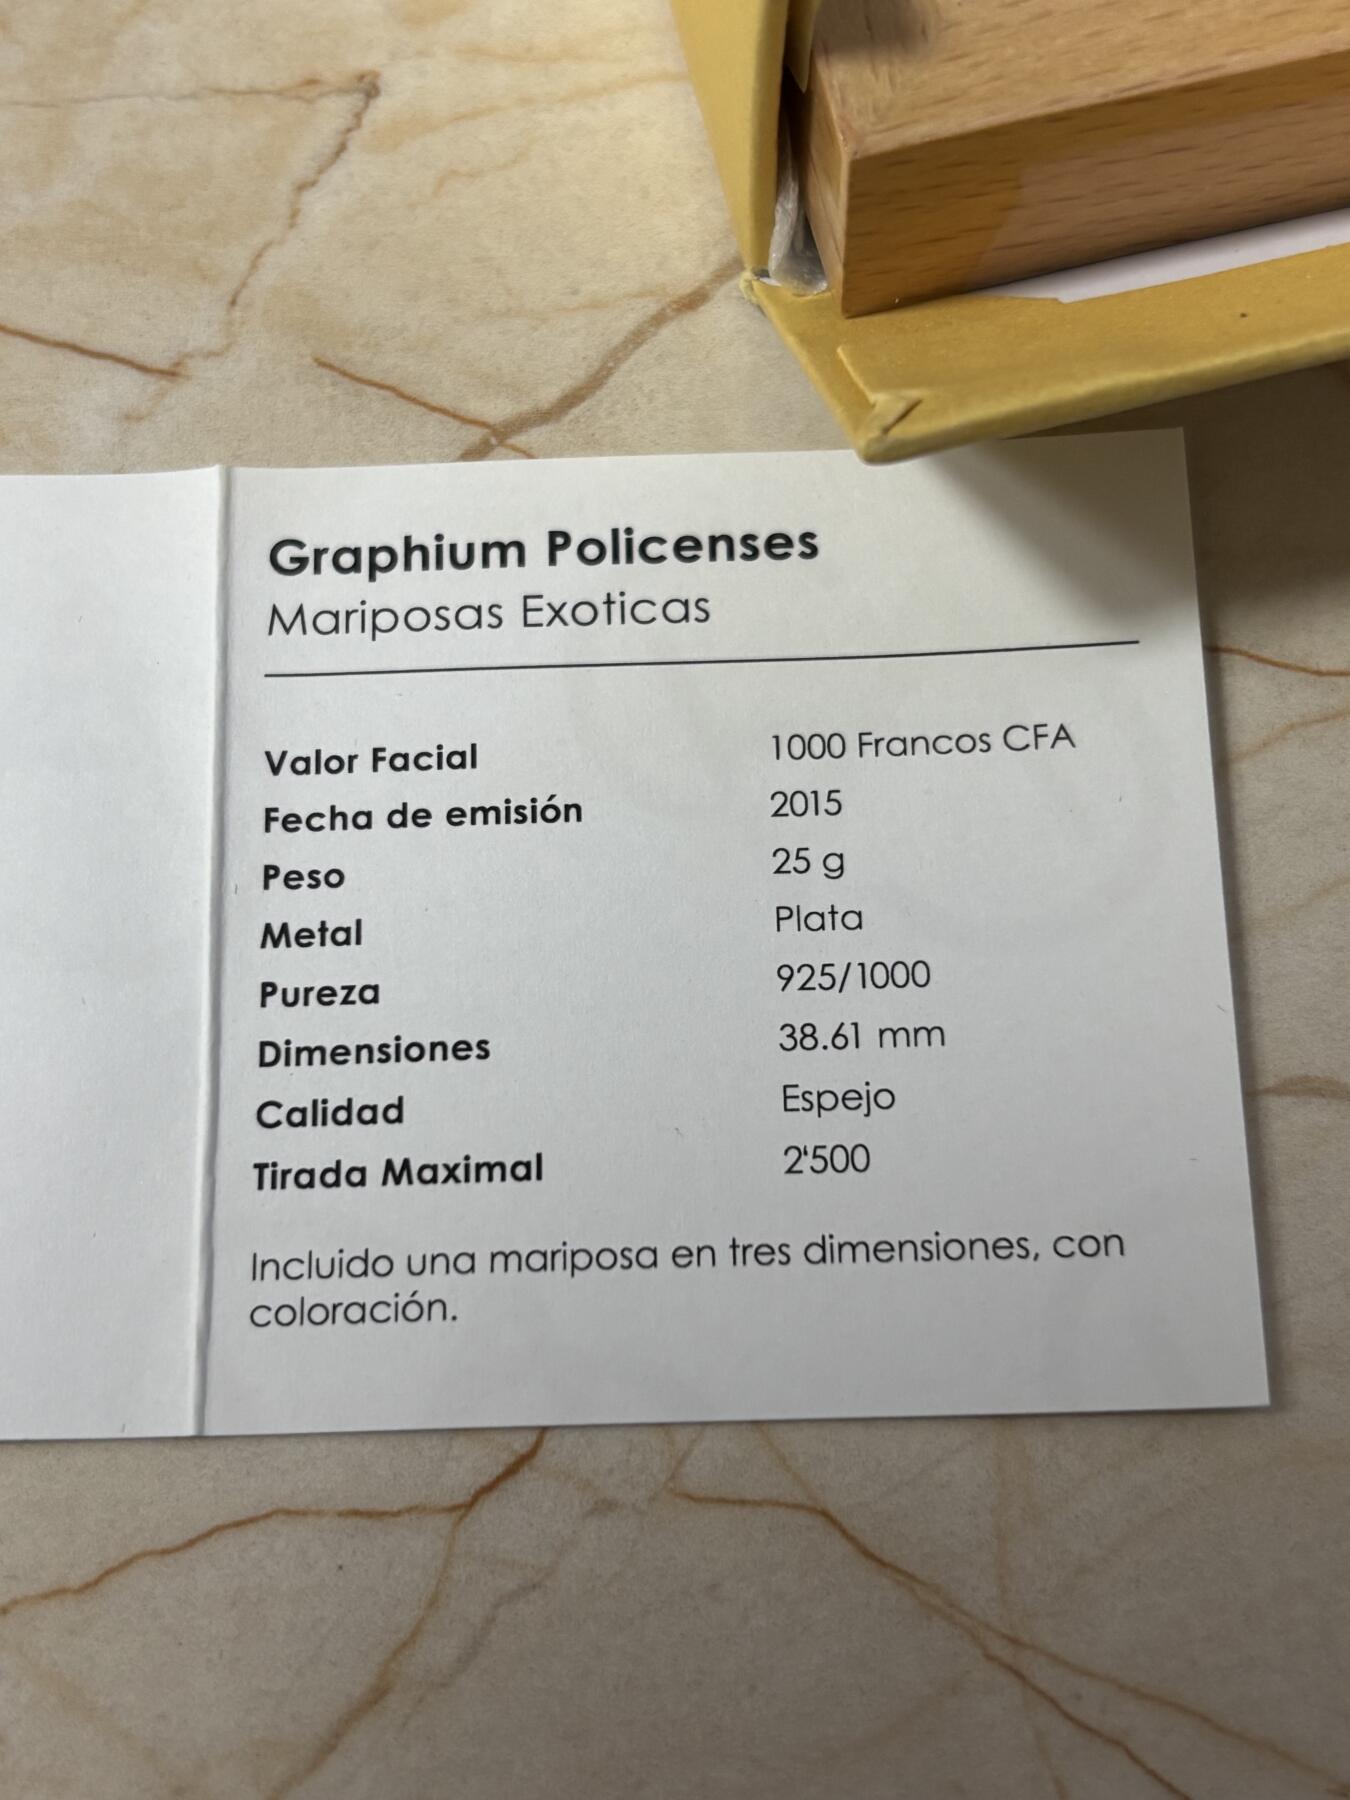 Graphium Policenses
Mariposas Exoticas
Valor Facial 1000 Francos CFA
Fecha de emisión 2015
Peso 25 g
Metal Plata
Pureza 925/1000
Dimensiones 38.61 mm
Calidad Espejo
Tirada Maximal 2‘500
Incluido una mariposa en tres dimensiones, con
coloración.